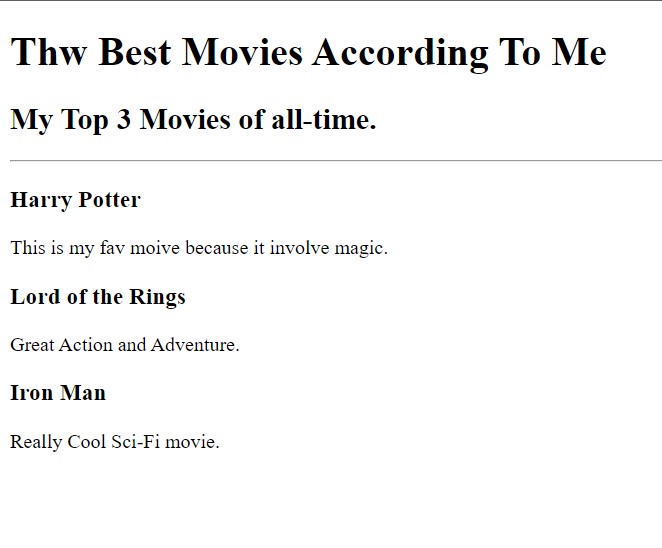 Thw Best Movies According To Me
My Top 3 Movies of all-time.
Harry Potter
This is my fav moive because it involve magic.
Lord of the Rings
Great Action and Adventure.
Iron Man
Really Cool Sci-Fi movie.